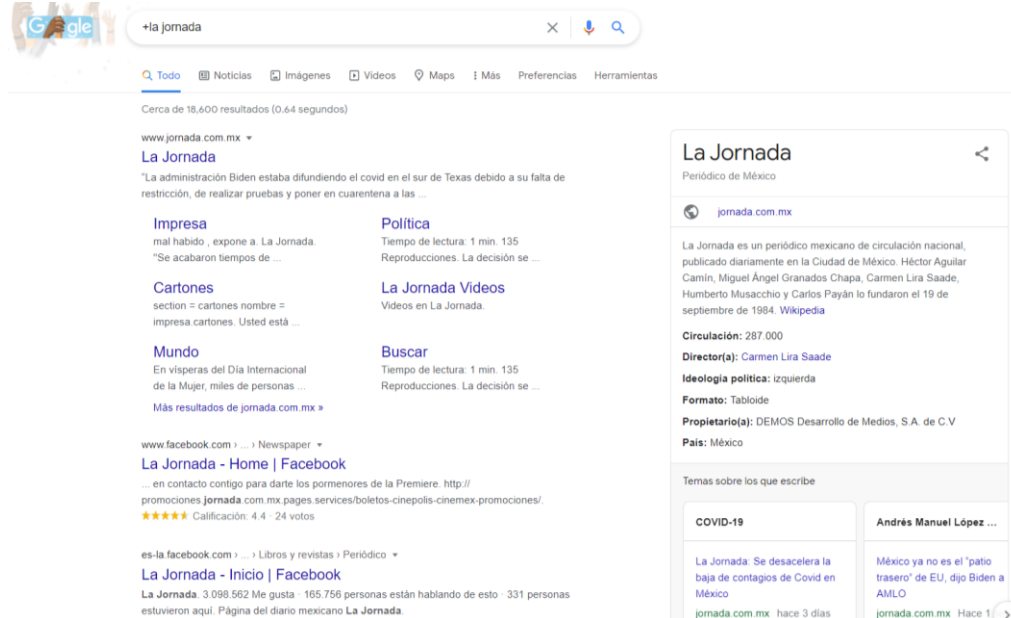 Google
+la jornada
Todo Noticias Imágenes Vídeos Maps Más Preferencias Herramientas
Cerca de 18,600 resultados (0.64 segundos)
www.jornada.com.mx
La Jornada
"La administración Biden estaba difundiendo el covid en el sur de Texas debido a su falta de
restricción, de realizar pruebas y poner en cuarentena a las ...
Impresa
mal habido , expone a. La Jornada.
"Se acabaron tiempos de ...
Política
Tiempo de lectura: 1 min. 135
Reproducciones. La decisión se ...
Cartones
section = cartones nombre =
impresa.cartones. Usted está ...
La Jornada Videos
Videos en La Jornada.
Mundo
En vísperas del Día Internacional
de la Mujer, miles de personas ...
Buscar
Tiempo de lectura: 1 min. 135
Reproducciones. La decisión se ...
Más resultados de jornada.com.mx »
www.facebook.com › ... › Newspaper
La Jornada - Home | Facebook
... en contacto contigo para darte los pormenores de la Premiere. http://
promociones.jornada.com.mx.pages.services/boletos-cinepolis-cinemex-promociones/.
Calificación: 4.4 · 24 votos
es-la.facebook.com › ... › Libros y revistas › Periódico
La Jornada - Inicio | Facebook
La Jornada. 3.098.562 Me gusta · 165.756 personas están hablando de esto · 331 personas
estuvieron aquí. Página del diario mexicano La Jornada.
La Jornada
Periódico de México
jornada.com.mx
La Jornada es un periódico mexicano de circulación nacional,
publicado diariamente en la Ciudad de México. Héctor Aguilar
Camín, Miguel Ángel Granados Chapa, Carmen Lira Saade,
Humberto Musacchio y Carlos Payán lo fundaron el 19 de
septiembre de 1984. Wikipedia
Circulación: 287.000
Director(a): Carmen Lira Saade
Ideología política: izquierda
Formato: Tabloide
Propietario(a): DEMOS Desarrollo de Medios, S.A. de C.V
País: México
Temas sobre los que escribe
COVID-19
La Jornada: Se desacelera la
baja de contagios de Covid en
México
jornada.com.mx hace 3 días
Andrés Manuel López ...
México ya no es el "patio
trasero" de EU, dijo Biden a
AMLO
jornada.com.mx Hace 1